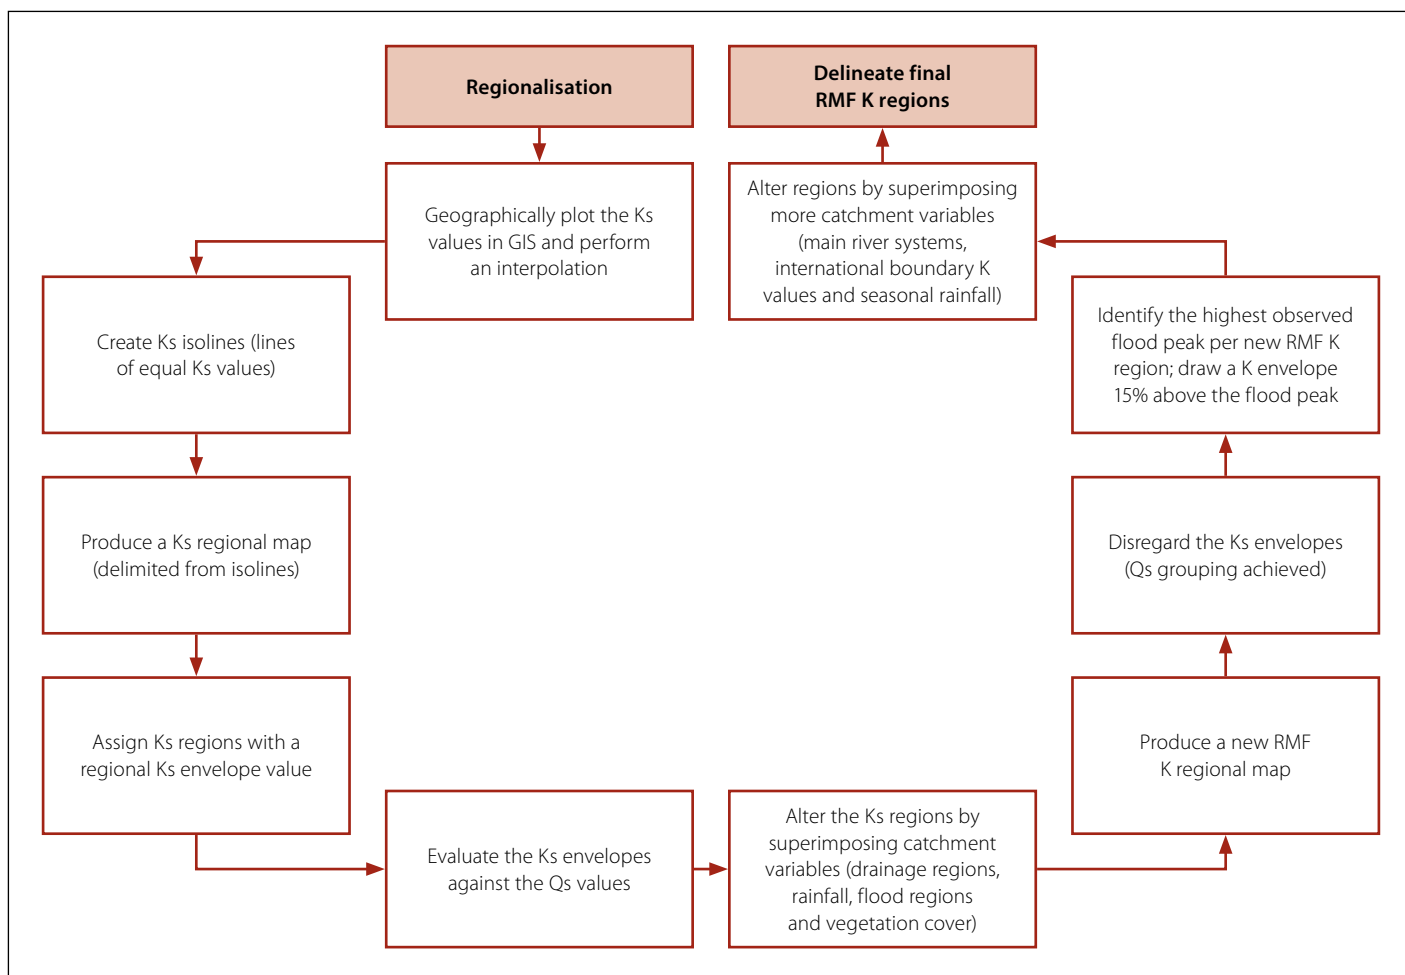 Regionalisation
Geographically plot the Ks
values in GIS and perform
an interpolation
Create Ks isolines (lines
of equal Ks values)
Produce a Ks regional map
(delimited from isolines)
Assign Ks regions with a
regional Ks envelope value
Evaluate the Ks envelopes
against the Qs values
Alter the Ks regions by
superimposing catchment
variables (drainage regions,
rainfall, flood regions
and vegetation cover)
Produce a new RMF
K regional map
Disregard the Ks envelopes
(Qs grouping achieved)
Identify the highest observed
flood peak per new RMF K
region; draw a K envelope
15% above the flood peak
Alter regions by superimposing
more catchment variables
(main river systems,
international boundary K
values and seasonal rainfall)
Delineate final
RMF K regions